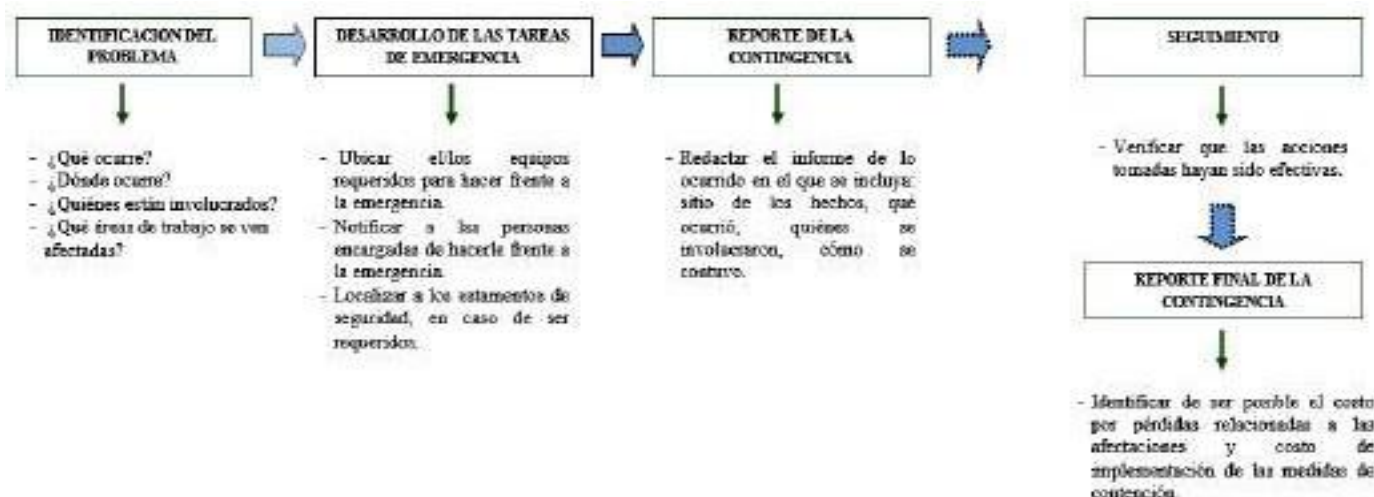 IDENTIFICACION DEL
PROBLEMA
- ¿Qué ocurre?
- ¿Dónde ocurre?
- ¿Quiénes están involucrados?
- ¿Qué áreas de trabajo se ven
afectadas?
DESARROLLO DE LAS TAREAS
DE EMERGENCIA
- Ubicar el/los equipos
requeridos para hacer frente a
la emergencia.
- Notificar a las personas
encargadas de hacerle frente a
la emergencia.
- Localizar a los estamentos de
seguridad, en caso de ser
requeridos.
REPORTE DE LA
CONTINGENCIA
- Redactar el informe de lo
ocurrido en el que se incluya:
sitio de los hechos, qué
ocurrió, quiénes se
involucraron, cómo se
contuvo.
SEGUIMIENTO
- Verificar que las acciones
tomadas hayan sido efectivas.
REPORTE FINAL DE LA
CONTINGENCIA
- Identificar de ser posible el costo
por pérdidas relacionadas a las
afectaciones y costo de
implementación de las medidas de
contención.